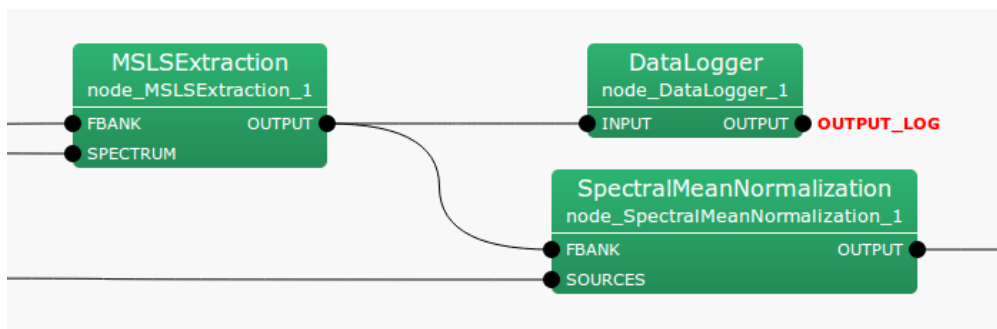 MSLSExtraction
node_MSLSExtraction_1
FBANK OUTPUT
SPECTRUM
DataLogger
node_DataLogger_1
INPUT OUTPUT OUTPUT_LOG
SpectralMeanNormalization
node_SpectralMeanNormalization_1
FBANK OUTPUT
SOURCES